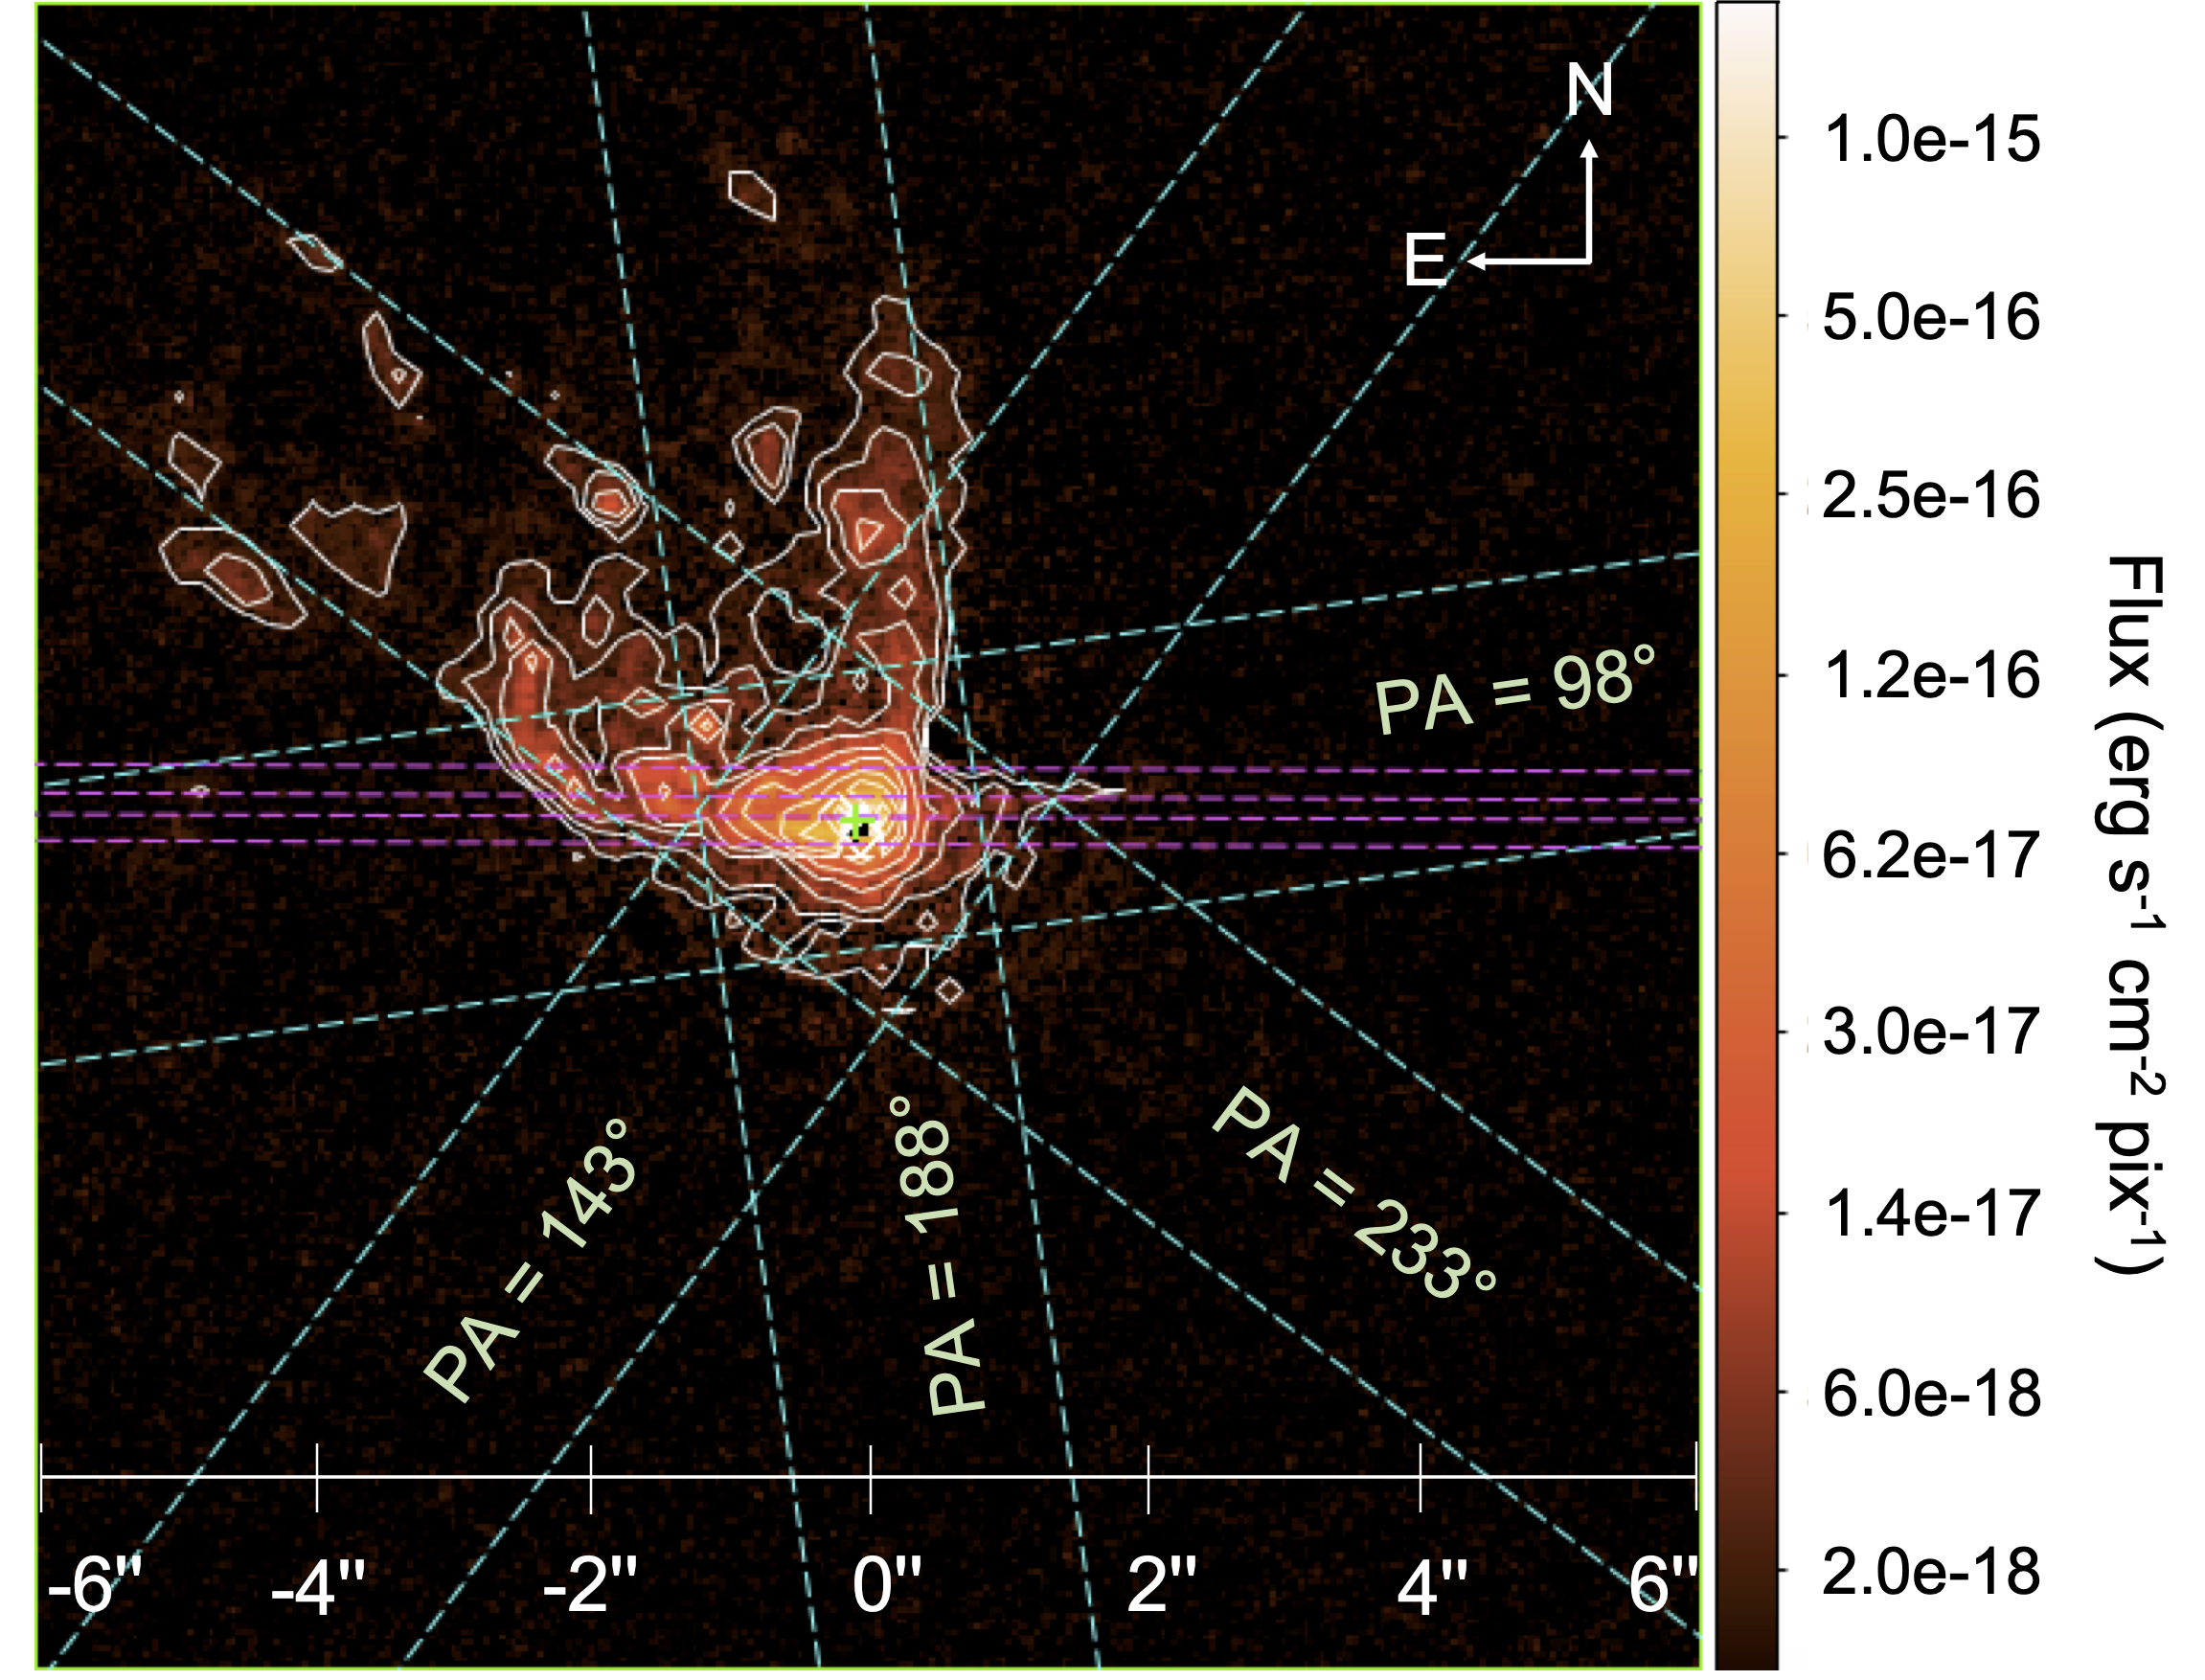 N
E
PA = 98°
PA = 143°
PA = 188°
PA = 233°
-6"
-4"
-2"
0"
2"
4"
6"
1.0e-15
5.0e-16
2.5e-16
1.2e-16
6.2e-17
3.0e-17
1.4e-17
6.0e-18
2.0e-18
Flux (erg s⁻¹ cm⁻² pix⁻¹)